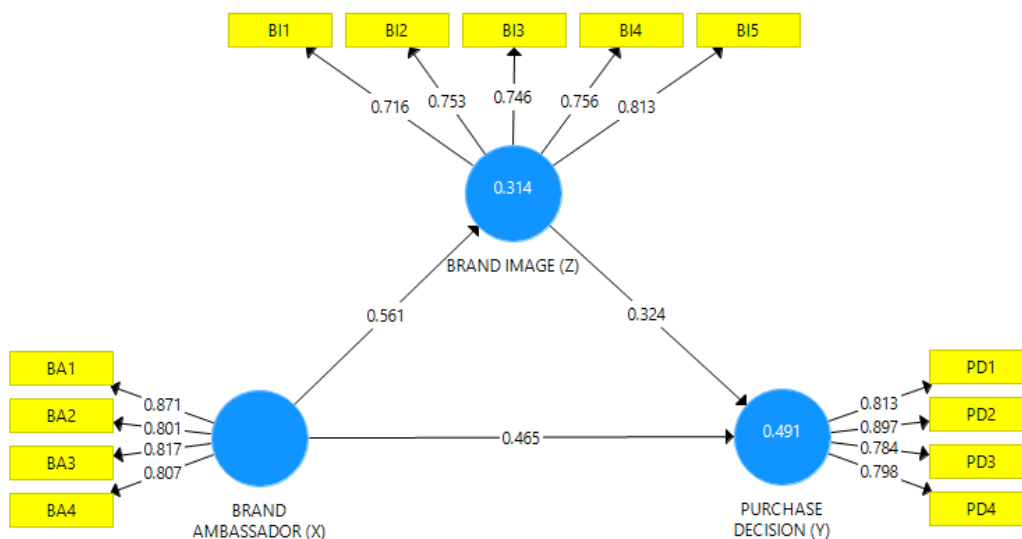 BI1
BI2
BI3
BI4
BI5
0.716
0.753
0.746
0.756
0.813
0.314
BRAND IMAGE (Z)
0.561
0.324
BA1
BA2
BA3
BA4
0.871
0.801
0.817
0.807
BRAND
AMBASSADOR (X)
0.465
0.491
PURCHASE
DECISION (Y)
0.813
0.897
0.784
0.798
PD1
PD2
PD3
PD4